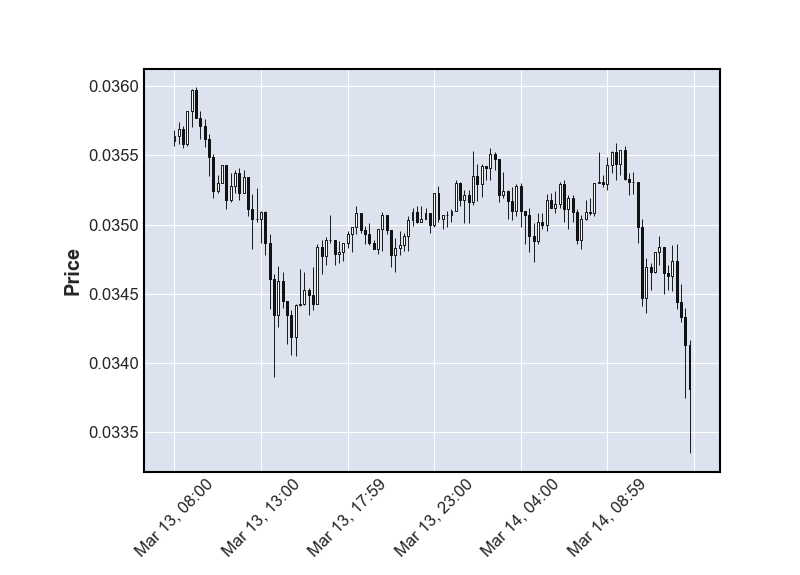 0.0360
0.0355
0.0350
0.0345
0.0340
0.0335
Price
Mar 13, 08:00
Mar 13, 13:00
Mar 13, 17:59
Mar 13, 23:00
Mar 14, 04:00
Mar 14, 08:59